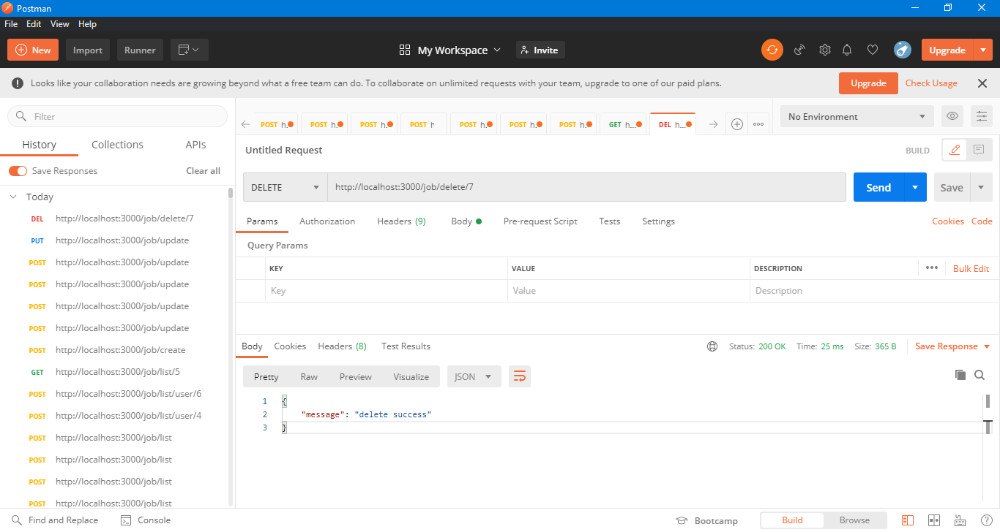 Postman
File Edit View Help
New Import Runner My Workspace Invite Upgrade
Looks like your collaboration needs are growing beyond what a free team can do. To collaborate on unlimited requests with your team, upgrade to one of our paid plans. Upgrade Check Usage
Filter
History Collections APIs
Save Responses Clear all
Today
DEL http://localhost:3000/job/delete/7
PUT http://localhost:3000/job/update
POST http://localhost:3000/job/update
POST http://localhost:3000/job/update
POST http://localhost:3000/job/update
POST http://localhost:3000/job/update
POST http://localhost:3000/job/create
GET http://localhost:3000/job/list/5
POST http://localhost:3000/job/list/user/6
POST http://localhost:3000/job/list/user/4
POST http://localhost:3000/job/list
POST http://localhost:3000/job/list
POST http://localhost:3000/job/list
POST http://localhost:3000/job/list
POST h. POST h. POST h. POST h POST h. POST h. POST h. GET h... DEL h... No Environment
Untitled Request BUILD
DELETE http://localhost:3000/job/delete/7 Send Save
Params Authorization Headers (9) Body Pre-request Script Tests Settings Cookies Code
Query Params
KEY VALUE DESCRIPTION Bulk Edit
Key Value Description
Body Cookies Headers (8) Test Results Status: 200 OK Time: 25 ms Size: 365 B Save Response
Pretty Raw Preview Visualize JSON
1 {
2 "message": "delete success"
3 }
Find and Replace Console Bootcamp Build Browse